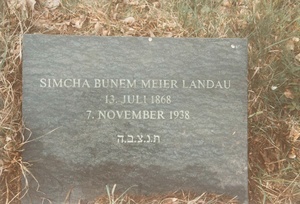 SIMCHA BUNEM MEIER LANDAU
13. JULI 1868
7. NOVEMBER 1938
ת.נ.צ.ב.ה